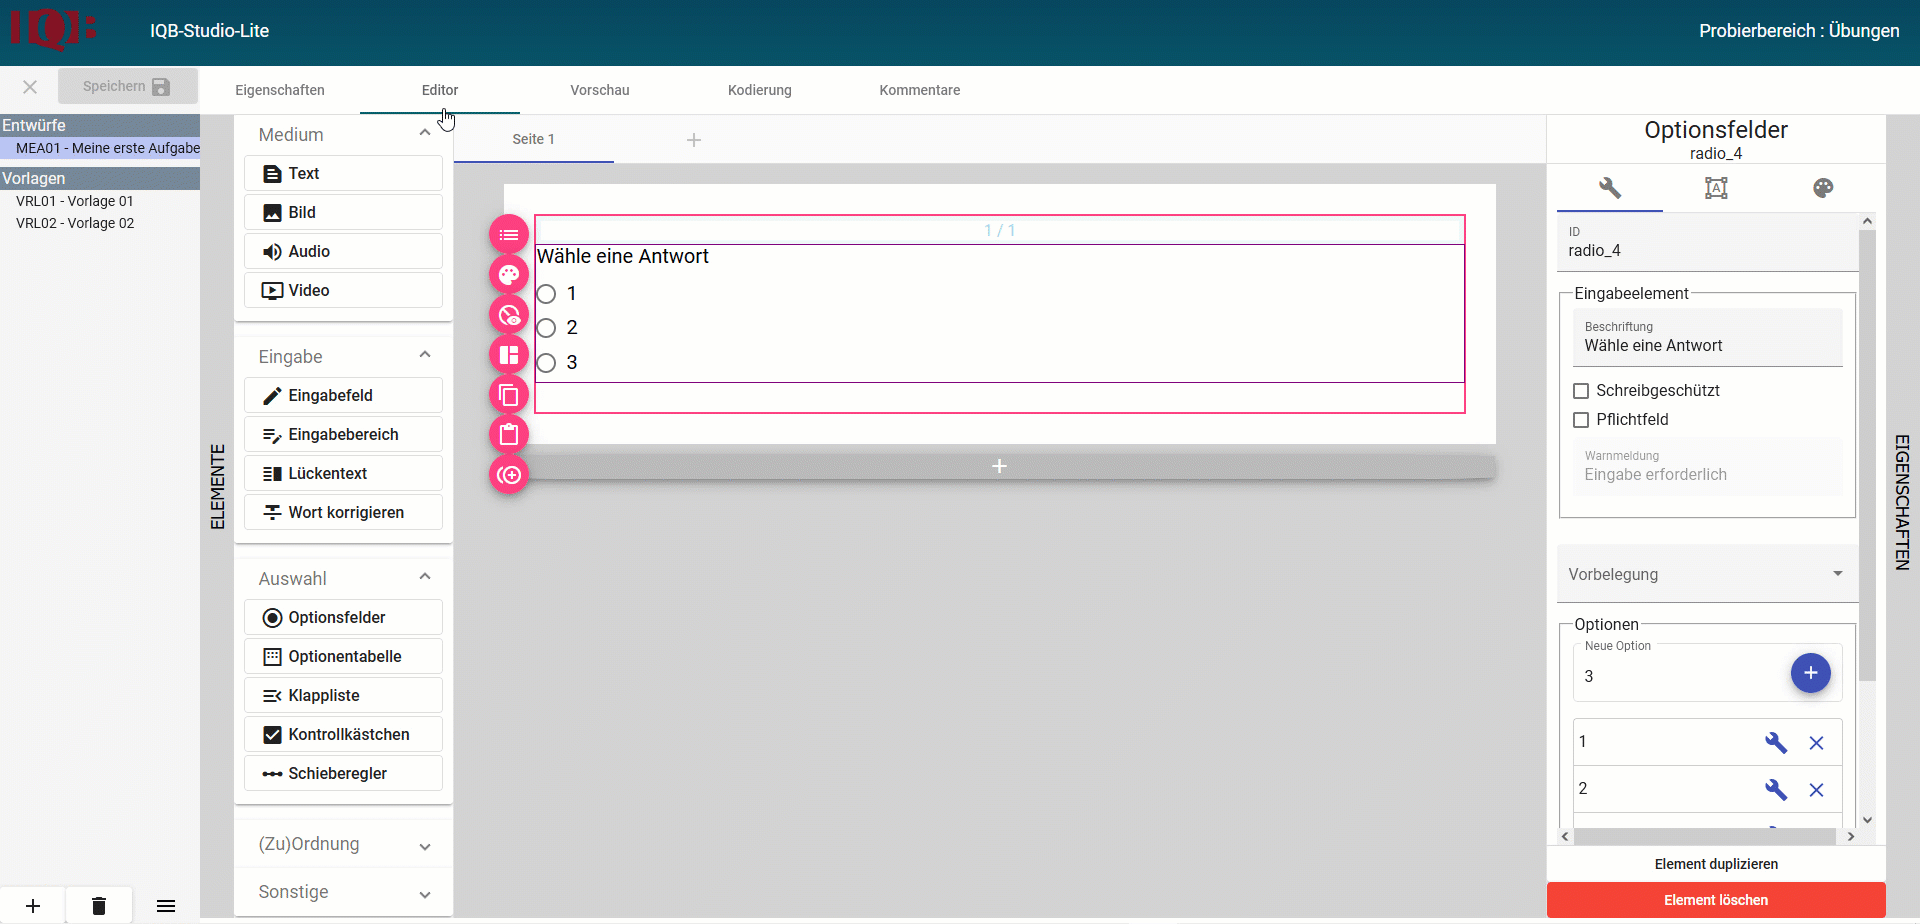 IQB
IQB-Studio-Lite
Probierbereich : Übungen
Speichern
Eigenschaften
Editor
Vorschau
Kodierung
Kommentare
Entwürfe
MEA01 - Meine erste Aufgabe
Vorlagen
VRL01 - Vorlage 01
VRL02 - Vorlage 02
ELEMENTE
Medium
Text
Bild
Audio
Video
Eingabe
Eingabefeld
Eingabebereich
Lückentext
Wort korrigieren
Auswahl
Optionsfelder
Optionentabelle
Klappliste
Kontrollkästchen
Schieberegler
(Zu)Ordnung
Sonstige
Seite 1
1 / 1
Wähle eine Antwort
1
2
3
Optionsfelder
radio_4
A
ID
radio_4
Eingabeelement
Beschriftung
Wähle eine Antwort
Schreibgeschützt
Pflichtfeld
Warnmeldung
Eingabe erforderlich
Vorbelegung
Optionen
Neue Option
3
1
2
Element duplizieren
Element löschen
EIGENSCHAFTEN